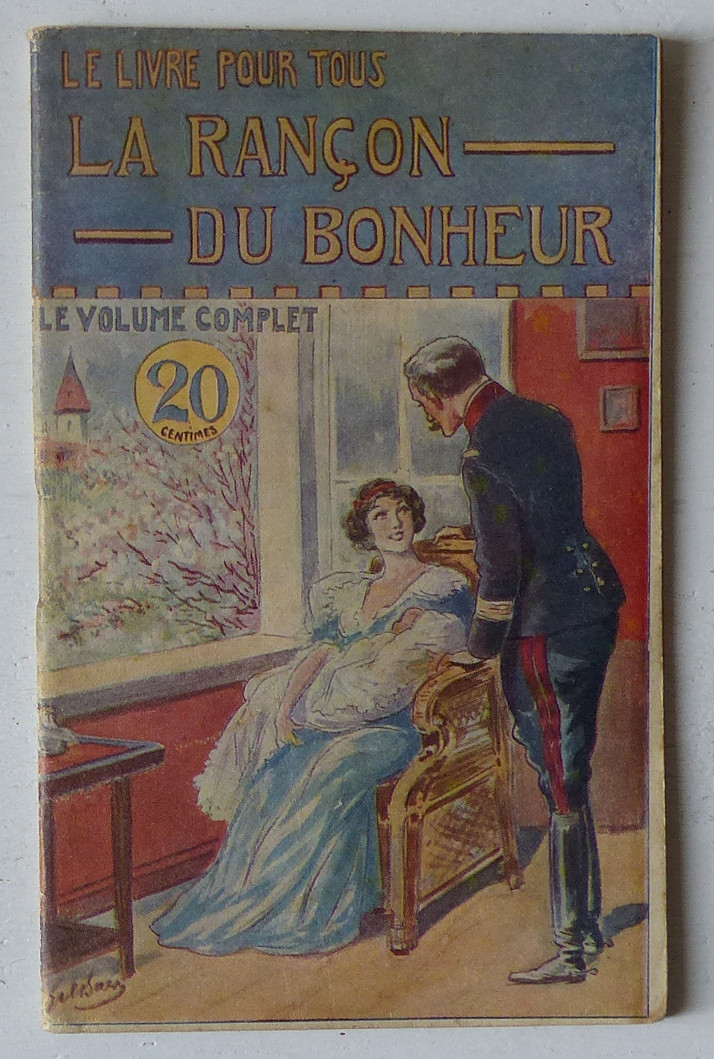 LE LIVRE POUR TOUS
LA RANÇON
DU BONHEUR
LE VOLUME COMPLET
20
CENTIMES